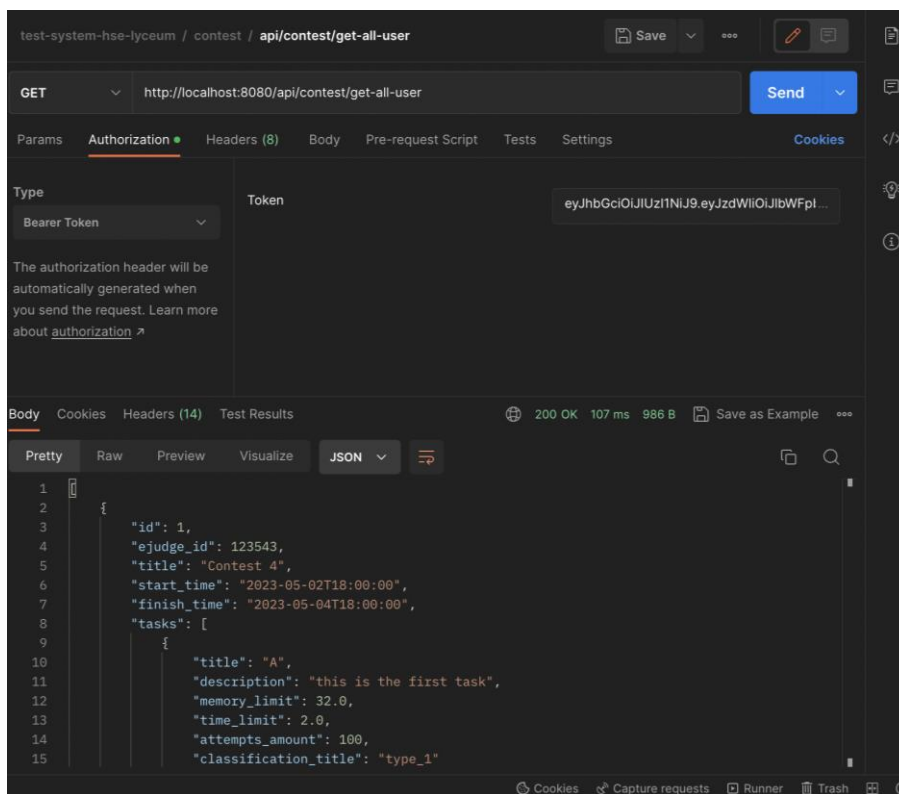 test-system-hse-lyceum / contest / api/contest/get-all-user Save
GET http://localhost:8080/api/contest/get-all-user Send
Params Authorization Headers (8) Body Pre-request Script Tests Settings Cookies
Type
Bearer Token
Token
The authorization header will be
automatically generated when
you send the request. Learn more
about authorization ↗
Body Cookies Headers (14) Test Results 200 OK 107 ms 986 B Save as Example
Pretty Raw Preview Visualize JSON
1 [
2 {
3 "id": 1,
4 "ejudge_id": 123543,
5 "title": "Contest 4",
6 "start_time": "2023-05-02T18:00:00",
7 "finish_time": "2023-05-04T18:00:00",
8 "tasks": [
9 {
10 "title": "A",
11 "description": "this is the first task",
12 "memory_limit": 32.0,
13 "time_limit": 2.0,
14 "attempts_amount": 100,
15 "classification_title": "type_1"
Cookies Capture requests Runner Trash